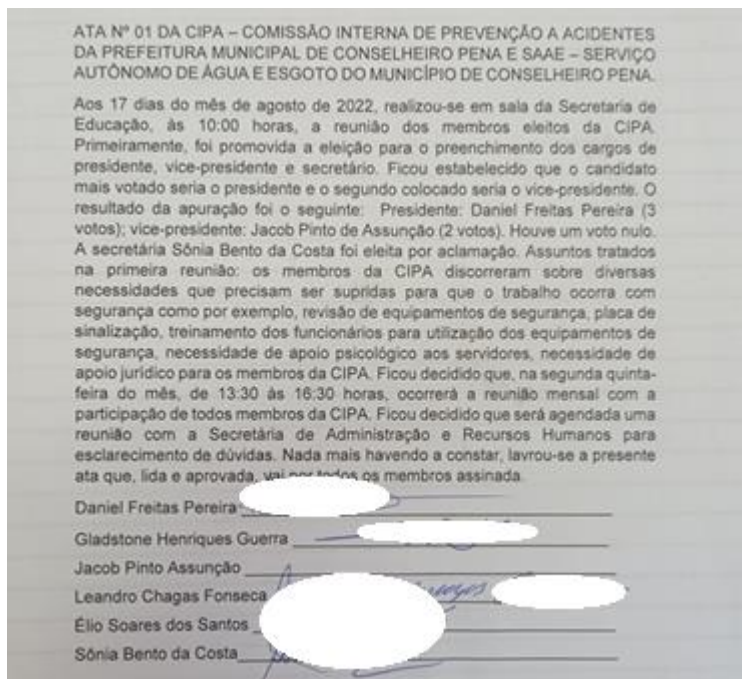 ATA Nº 01 DA CIPA – COMISSÃO INTERNA DE PREVENÇÃO A ACIDENTES
DA PREFEITURA MUNICIPAL DE CONSELHEIRO PENA E SAAE – SERVIÇO
AUTÔNOMO DE ÁGUA E ESGOTO DO MUNICÍPIO DE CONSELHEIRO PENA.
Aos 17 dias do mês de agosto de 2022, realizou-se em sala da Secretaria de
Educação, às 10:00 horas, a reunião dos membros eleitos da CIPA.
Primeiramente, foi promovida a eleição para o preenchimento dos cargos de
presidente, vice-presidente e secretário. Ficou estabelecido que o candidato
mais votado seria o presidente e o segundo colocado seria o vice-presidente. O
resultado da apuração foi o seguinte: Presidente: Daniel Freitas Pereira (3
votos); vice-presidente: Jacob Pinto de Assunção (2 votos). Houve um voto nulo.
A secretária Sônia Bento da Costa foi eleita por aclamação. Assuntos tratados
na primeira reunião: os membros da CIPA discorreram sobre diversas
necessidades que precisam ser supridas para que o trabalho ocorra com
segurança como por exemplo, revisão de equipamentos de segurança, placa de
sinalização, treinamento dos funcionários para utilização dos equipamentos de
segurança, necessidade de apoio psicológico aos servidores, necessidade de
apoio jurídico para os membros da CIPA. Ficou decidido que, na segunda quinta-
feira do mês, de 13:30 às 16:30 horas, ocorrerá a reunião mensal com a
participação de todos membros da CIPA. Ficou decidido que será agendada uma
reunião com a Secretária de Administração e Recursos Humanos para
esclarecimento de dúvidas. Nada mais havendo a constar, lavrou-se a presente
ata que, lida e aprovada, vai por todos os membros assinada.
Daniel Freitas Pereira
Gladstone Henriques Guerra
Jacob Pinto Assunção
Leandro Chagas Fonseca
Élio Soares dos Santos
Sônia Bento da Costa